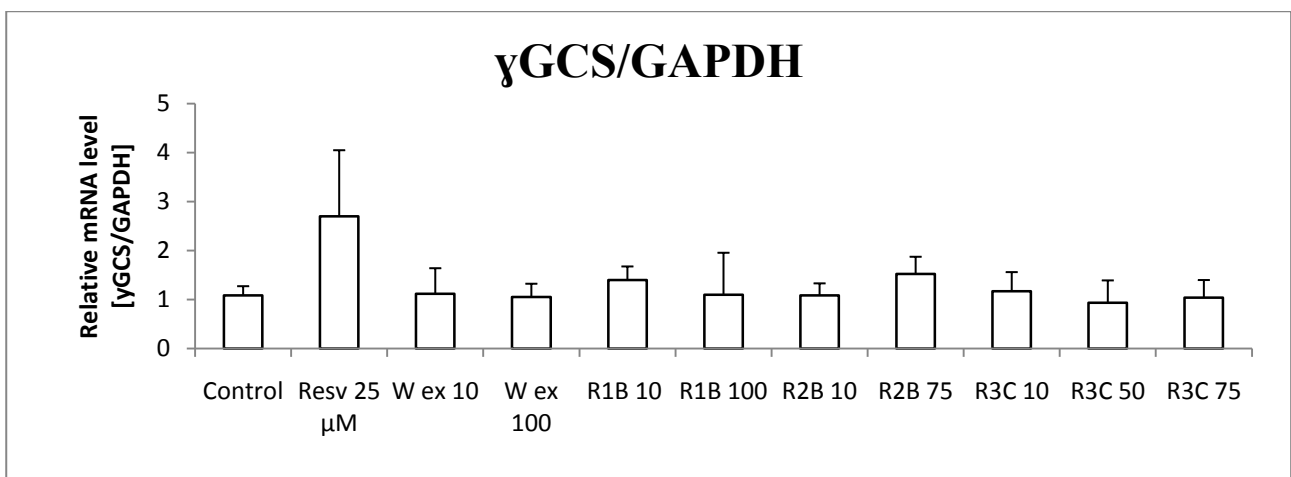 ɣGCS/GAPDH
Relative mRNA level
[γGCS/GAPDH]
5
4
3
2
1
0
Control
Resv 25
µM
W ex 10
W ex
100
R1B 10
R1B 100
R2B 10
R2B 75
R3C 10
R3C 50
R3C 75